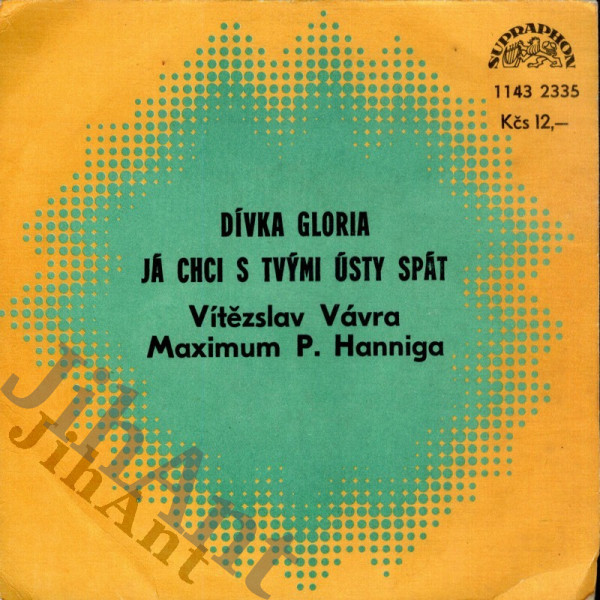 SUPRAPHON
1143 2335
Kčs 12,—
DÍVKA GLORIA
JÁ CHCI S TVÝMI ÚSTY SPÁT
Vítězslav Vávra
Maximum P. Hanniga
JihAnt
JihAnt